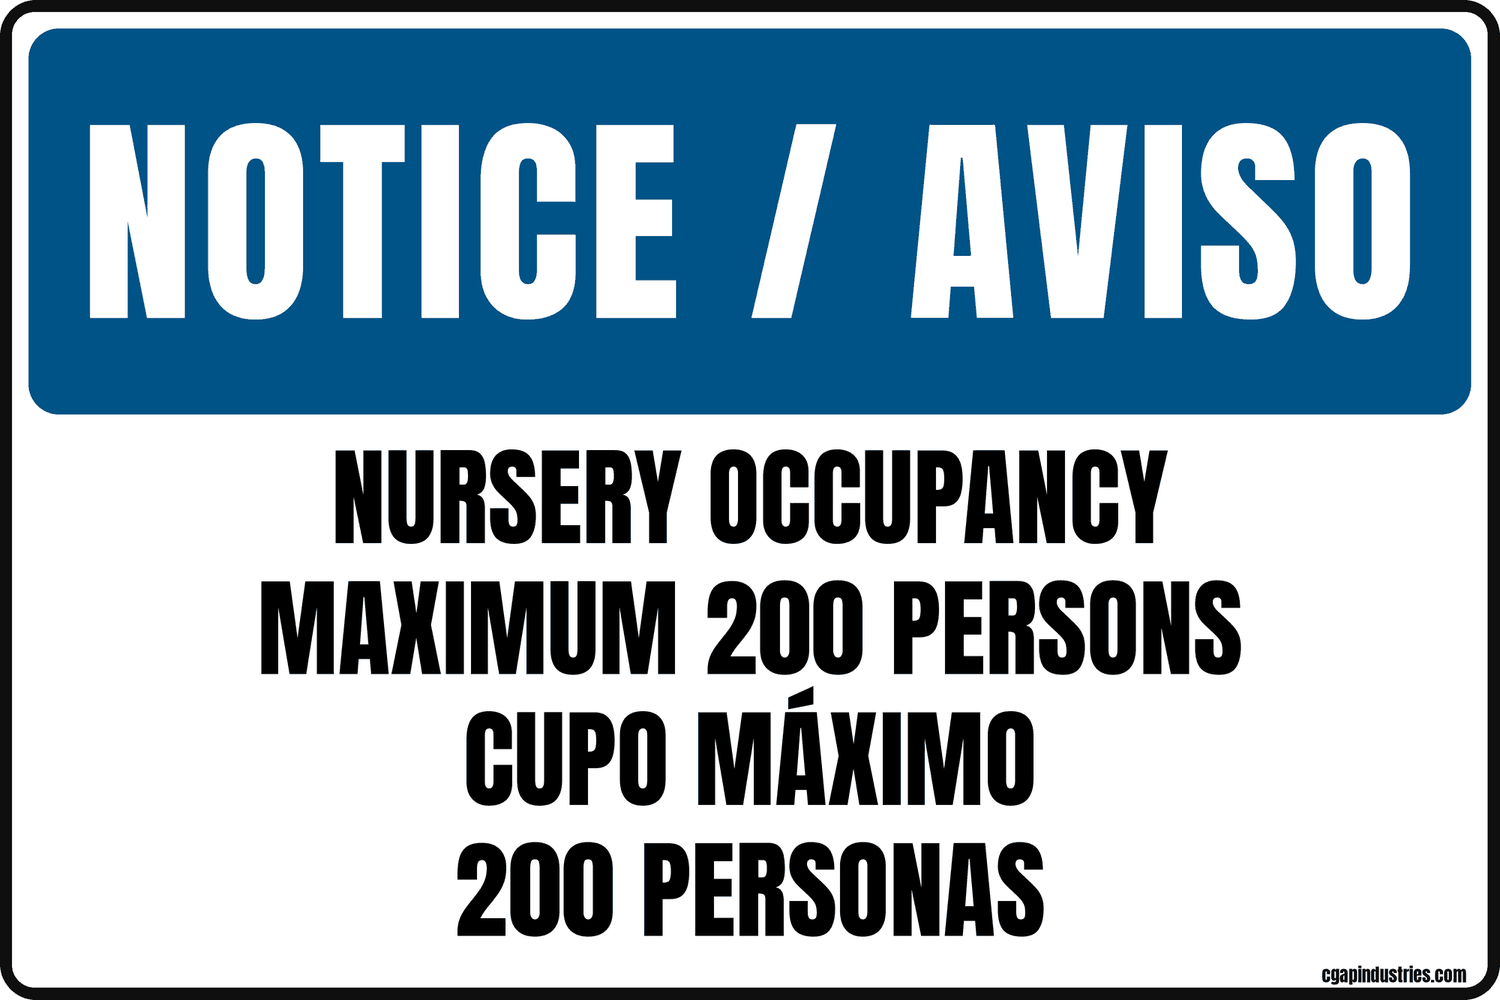 NOTICE / AVISO
NURSERY OCCUPANCY
MAXIMUM 200 PERSONS
CUPO MÁXIMO
200 PERSONAS
cgapindustries.com